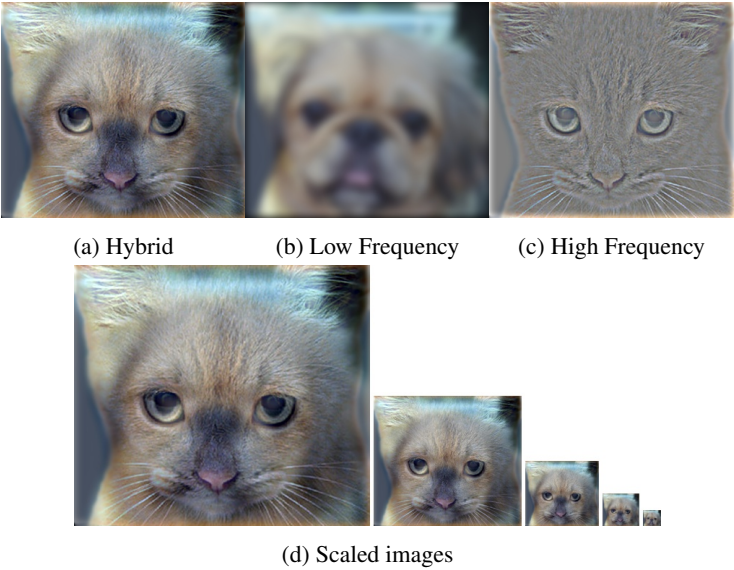 (a) Hybrid
(b) Low Frequency
(c) High Frequency
(d) Scaled images